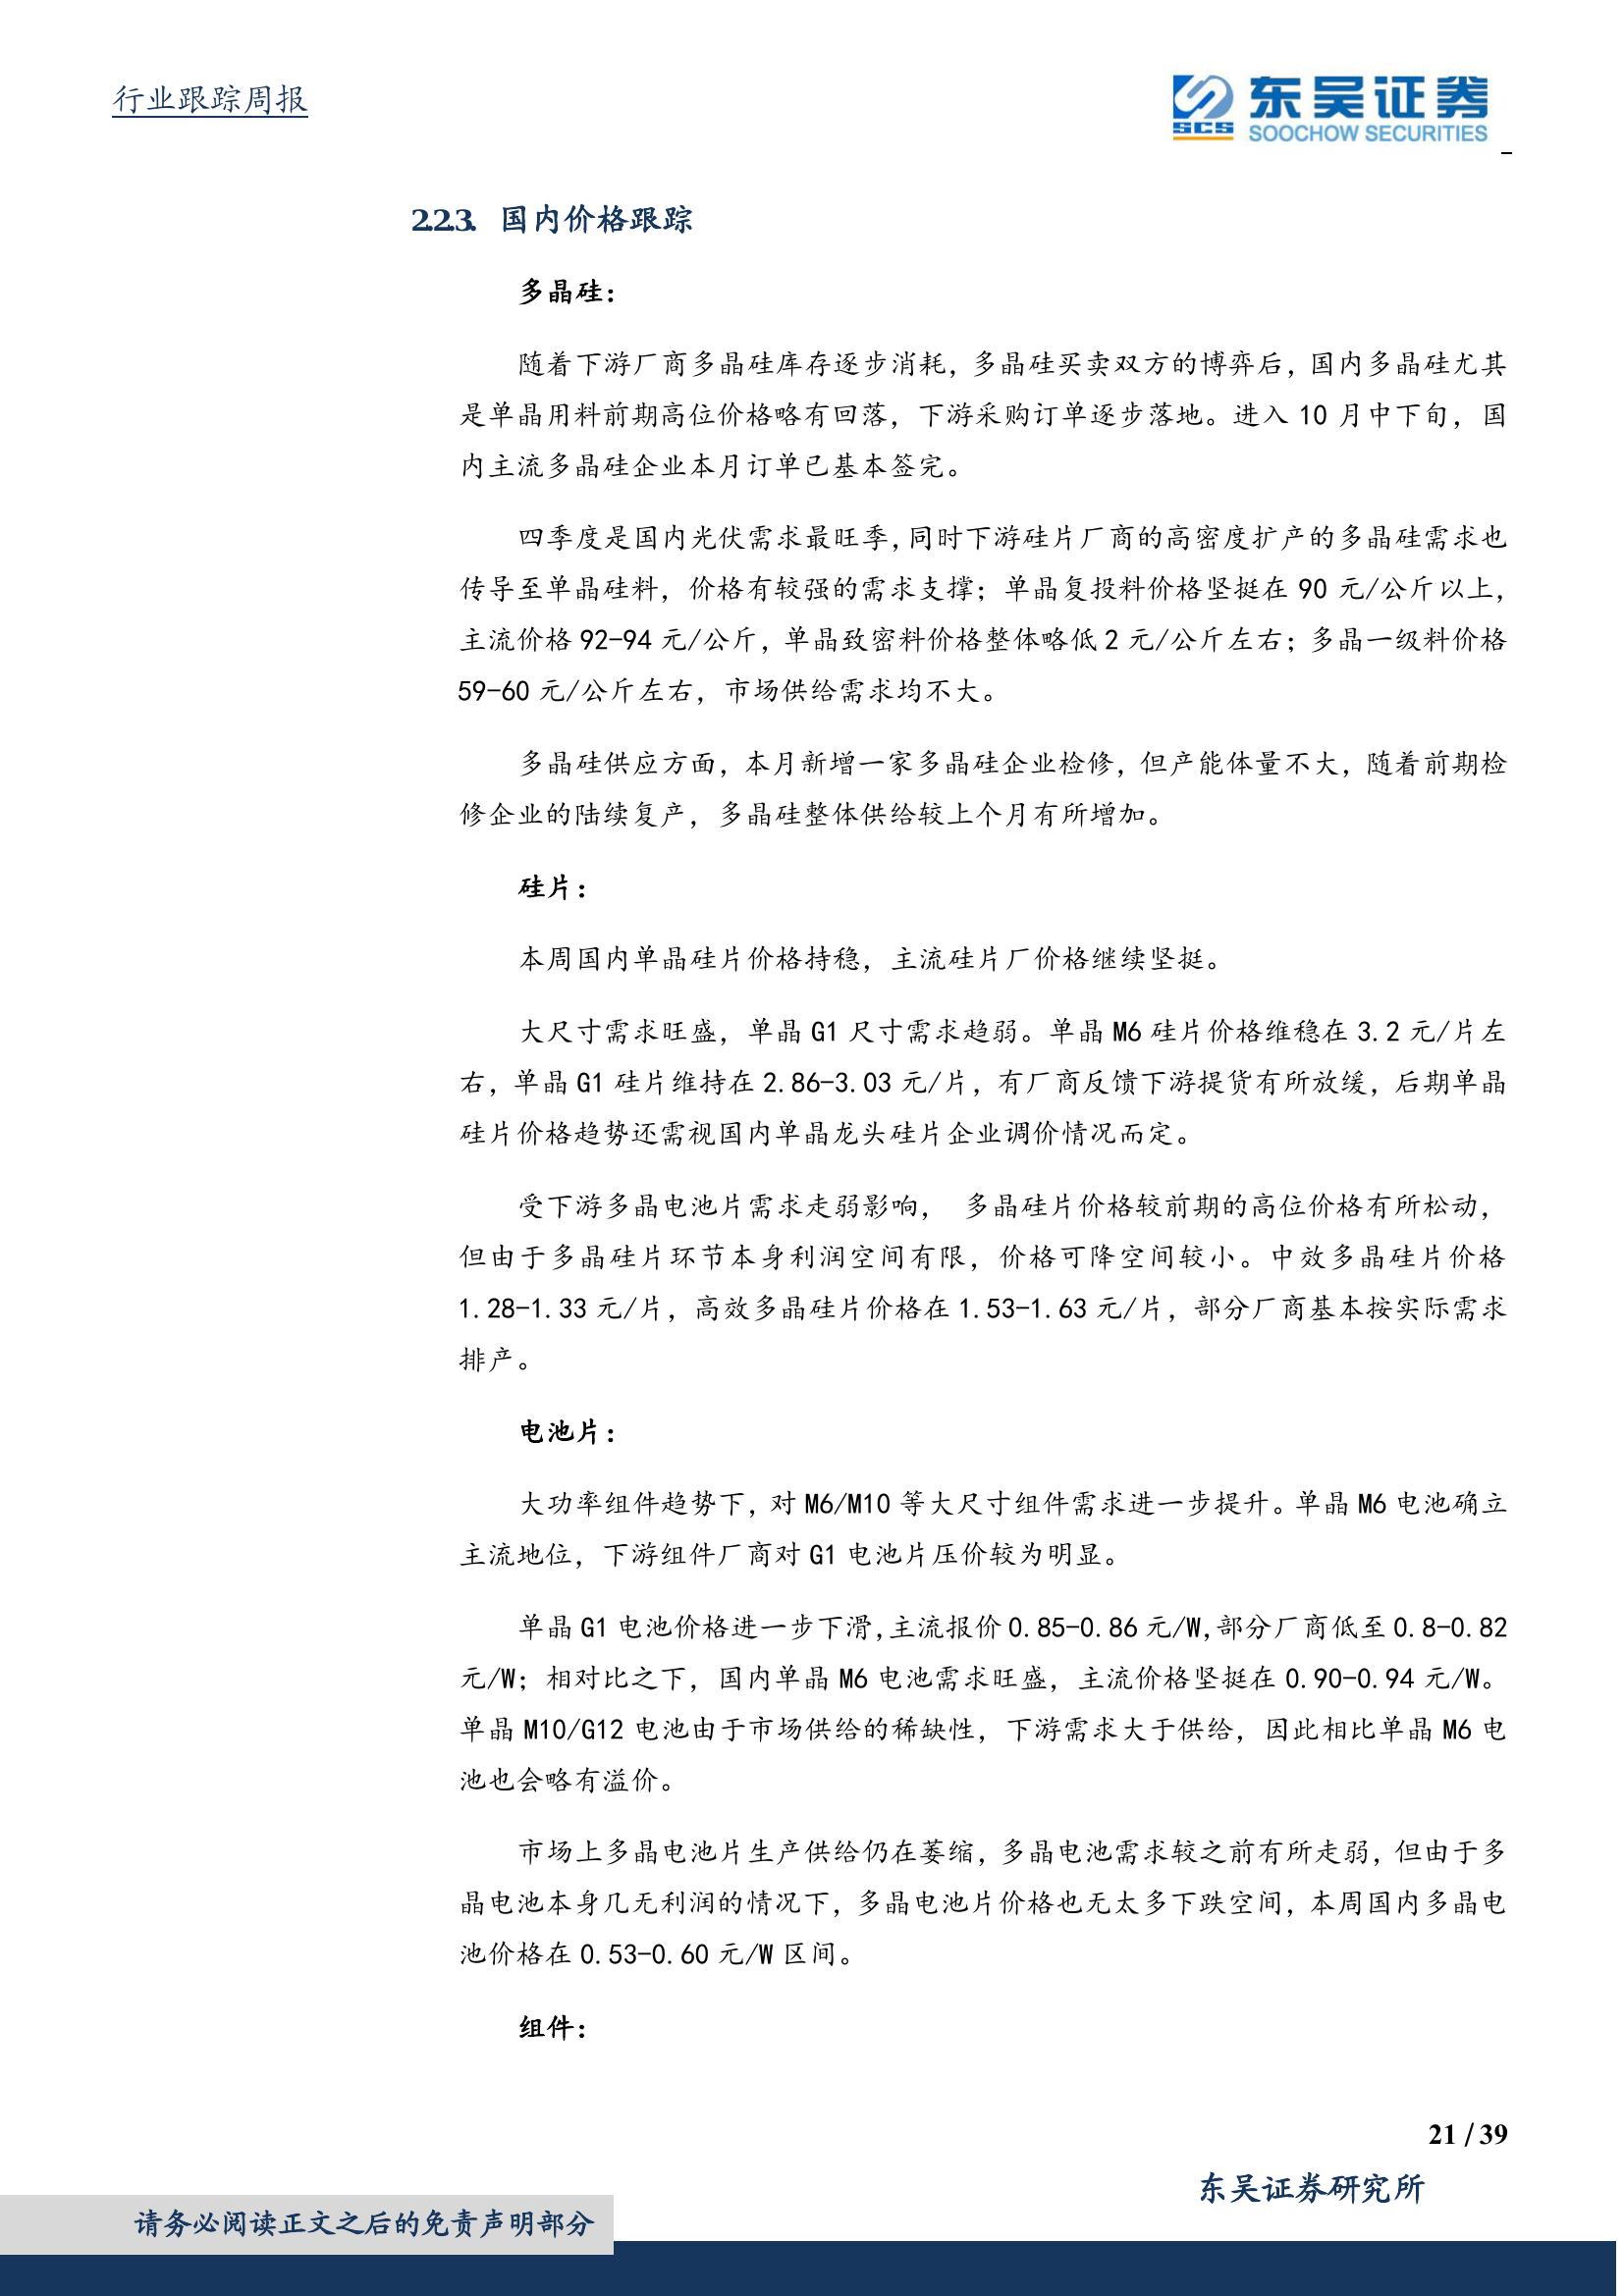 行业跟踪周报
SCS 东吴证券
SOOCHOW SECURITIES
2.2.3. 国内价格跟踪
多晶硅：
随着下游厂商多晶硅库存逐步消耗，多晶硅买卖双方的博弈后，国内多晶硅尤其
是单晶用料前期高位价格略有回落，下游采购订单逐步落地。进入 10 月中下旬，国
内主流多晶硅企业本月订单已基本签完。
四季度是国内光伏需求最旺季，同时下游硅片厂商的高密度扩产的多晶硅需求也
传导至单晶硅料，价格有较强的需求支撑；单晶复投料价格坚挺在 90 元/公斤以上，
主流价格 92-94 元/公斤，单晶致密料价格整体略低 2 元/公斤左右；多晶一级料价格
59-60 元/公斤左右，市场供给需求均不大。
多晶硅供应方面，本月新增一家多晶硅企业检修，但产能体量不大，随着前期检
修企业的陆续复产，多晶硅整体供给较上个月有所增加。
硅片：
本周国内单晶硅片价格持稳，主流硅片厂价格继续坚挺。
大尺寸需求旺盛，单晶 G1 尺寸需求趋弱。单晶 M6 硅片价格维稳在 3.2 元/片左
右，单晶 G1 硅片维持在 2.86-3.03 元/片，有厂商反馈下游提货有所放缓，后期单晶
硅片价格趋势还需视国内单晶龙头硅片企业调价情况而定。
受下游多晶电池片需求走弱影响， 多晶硅片价格较前期的高位价格有所松动，
但由于多晶硅片环节本身利润空间有限，价格可降空间较小。中效多晶硅片价格
1.28-1.33 元/片，高效多晶硅片价格在 1.53-1.63 元/片，部分厂商基本按实际需求
排产。
电池片：
大功率组件趋势下，对 M6/M10 等大尺寸组件需求进一步提升。单晶 M6 电池确立
主流地位，下游组件厂商对 G1 电池片压价较为明显。
单晶 G1 电池价格进一步下滑，主流报价 0.85-0.86 元/W，部分厂商低至 0.8-0.82
元/W；相对比之下，国内单晶 M6 电池需求旺盛，主流价格坚挺在 0.90-0.94 元/W。
单晶 M10/G12 电池由于市场供给的稀缺性，下游需求大于供给，因此相比单晶 M6 电
池也会略有溢价。
市场上多晶电池片生产供给仍在萎缩，多晶电池需求较之前有所走弱，但由于多
晶电池本身几无利润的情况下，多晶电池片价格也无太多下跌空间，本周国内多晶电
池价格在 0.53-0.60 元/W 区间。
组件：
21 / 39
东吴证券研究所
请务必阅读正文之后的免责声明部分